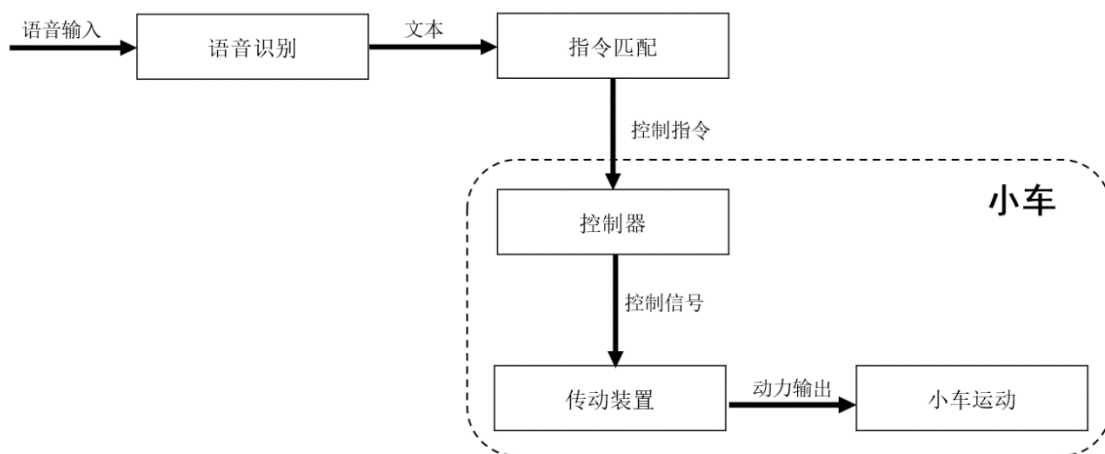 语音输入
语音识别
文本
指令匹配
控制指令
小车
控制器
控制信号
传动装置
动力输出
小车运动